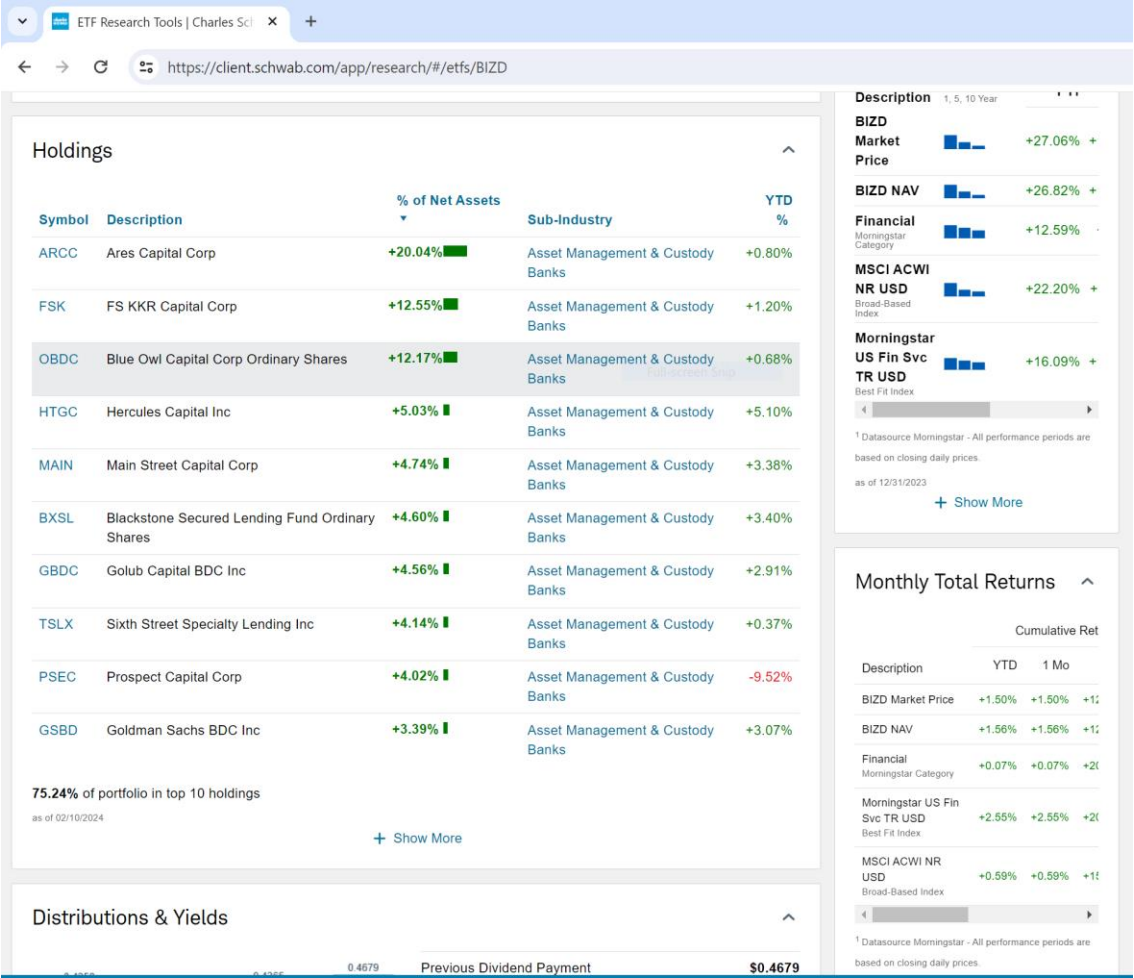 ETF Research Tools | Charles Sch
https://client.schwab.com/app/research/#/etfs/BIZD
Holdings
Symbol Description % of Net Assets Sub-Industry YTD %
ARCC Ares Capital Corp +20.04% Asset Management & Custody Banks +0.80%
FSK FS KKR Capital Corp +12.55% Asset Management & Custody Banks +1.20%
OBDC Blue Owl Capital Corp Ordinary Shares +12.17% Asset Management & Custody Banks +0.68%
Full-screen Snip
HTGC Hercules Capital Inc +5.03% Asset Management & Custody Banks +5.10%
MAIN Main Street Capital Corp +4.74% Asset Management & Custody Banks +3.38%
BXSL Blackstone Secured Lending Fund Ordinary Shares +4.60% Asset Management & Custody Banks +3.40%
GBDC Golub Capital BDC Inc +4.56% Asset Management & Custody Banks +2.91%
TSLX Sixth Street Specialty Lending Inc +4.14% Asset Management & Custody Banks +0.37%
PSEC Prospect Capital Corp +4.02% Asset Management & Custody Banks -9.52%
GSBD Goldman Sachs BDC Inc +3.39% Asset Management & Custody Banks +3.07%
75.24% of portfolio in top 10 holdings
as of 02/10/2024
+ Show More
Distributions & Yields
0.4679
Previous Dividend Payment $0.4679
Description 1, 5, 10 Year
BIZD Market Price +27.06% +
BIZD NAV +26.82% +
Financial +12.59%
Morningstar Category
MSCI ACWI NR USD +22.20% +
Broad-Based Index
Morningstar US Fin Svc TR USD +16.09% +
Best Fit Index
1 Datasource Morningstar - All performance periods are
based on closing daily prices.
as of 12/31/2023
+ Show More
Monthly Total Returns
Cumulative Ret
Description YTD 1 Mo
BIZD Market Price +1.50% +1.50% +12
BIZD NAV +1.56% +1.56% +12
Financial +0.07% +0.07% +20
Morningstar Category
Morningstar US Fin Svc TR USD +2.55% +2.55% +20
Best Fit Index
MSCI ACWI NR USD +0.59% +0.59%
Broad-Based Index
1 Datasource Morningstar - All performance periods are
based on closing daily prices.